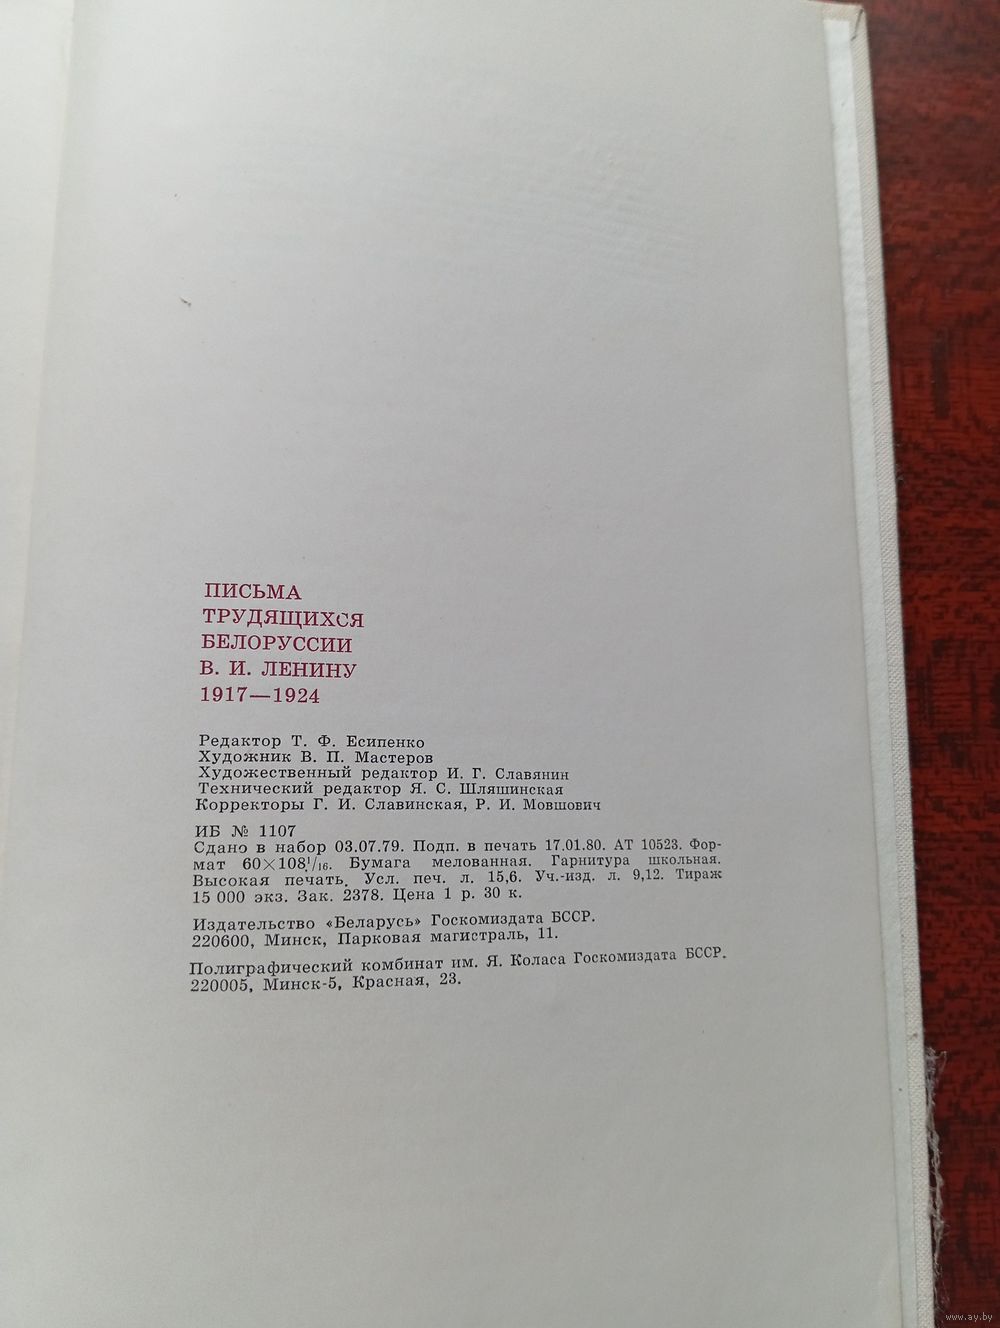 ПИСЬМА
ТРУДЯЩИХСЯ
БЕЛОРУССИИ
В. И. ЛЕНИНУ
1917—1924
Редактор Т. Ф. Есипенко
Художник В. П. Мастеров
Художественный редактор И. Г. Славянин
Технический редактор Я. С. Шляшинская
Корректоры Г. И. Славинская, Р. И. Мовшович
ИБ № 1107
Сдано в набор 03.07.79. Подп. в печать 17.01.80. АТ 10523. Фор-
мат 60×108¹/₁₆. Бумага мелованная. Гарнитура школьная.
Высокая печать. Усл. печ. л. 15,6. Уч.-изд. л. 9,12. Тираж
15 000 экз. Зак. 2378. Цена 1 р. 30 к.
Издательство «Беларусь» Госкомиздата БССР.
220600, Минск, Парковая магистраль, 11.
Полиграфический комбинат им. Я. Коласа Госкомиздата БССР.
220005, Минск-5, Красная, 23.
www.ay.by